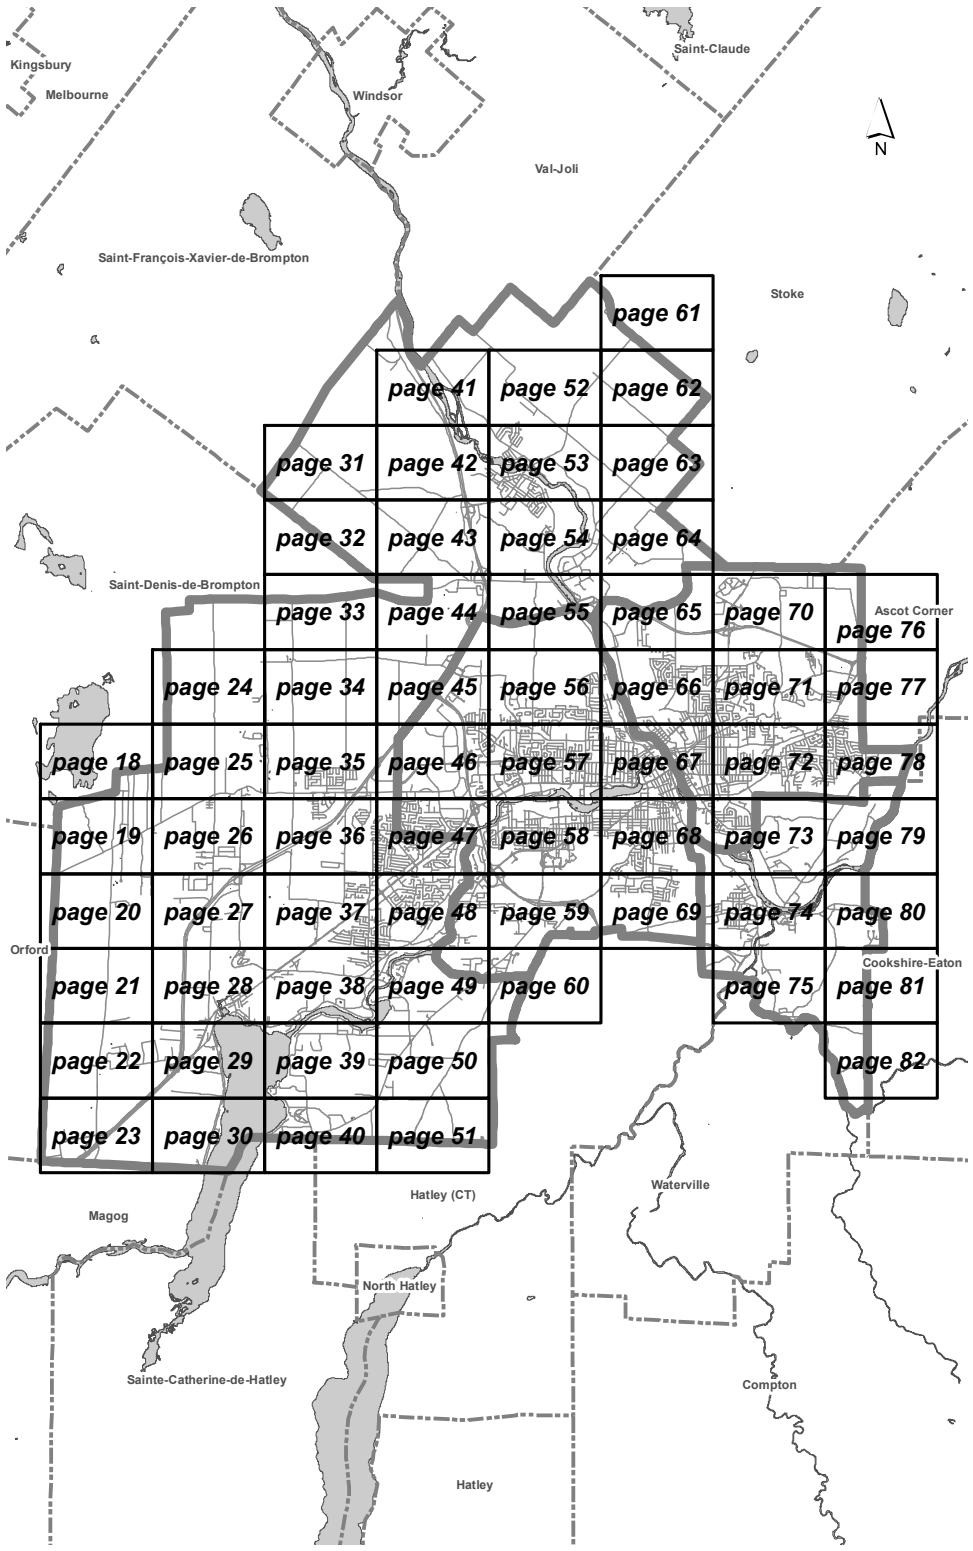 Saint-Claude
Kingsbury
Melbourne
Windsor
N
Val-Joli
Saint-François-Xavier-de-Brompton
Stoke
page 61
page 41 page 52 page 62
page 31 page 42 page 53 page 63
page 32 page 43 page 54 page 64
Saint-Denis-de-Brompton
page 33 page 44 page 55 page 65 page 70
Ascot Corner
page 76
page 24 page 34 page 45 page 56 page 66 page 71 page 77
page 18 page 25 page 35 page 46 page 57 page 67 page 72 page 78
page 19 page 26 page 36 page 47 page 58 page 68 page 73 page 79
page 20 page 27 page 37 page 48 page 59 page 69 page 74 page 80
Orford
Cookshire-Eaton
page 21 page 28 page 38 page 49 page 60 page 75 page 81
page 22 page 29 page 39 page 50 page 82
page 23 page 30 page 40 page 51
Waterville
Hatley (CT)
Magog
North Hatley
Sainte-Catherine-de-Hatley
Compton
Hatley